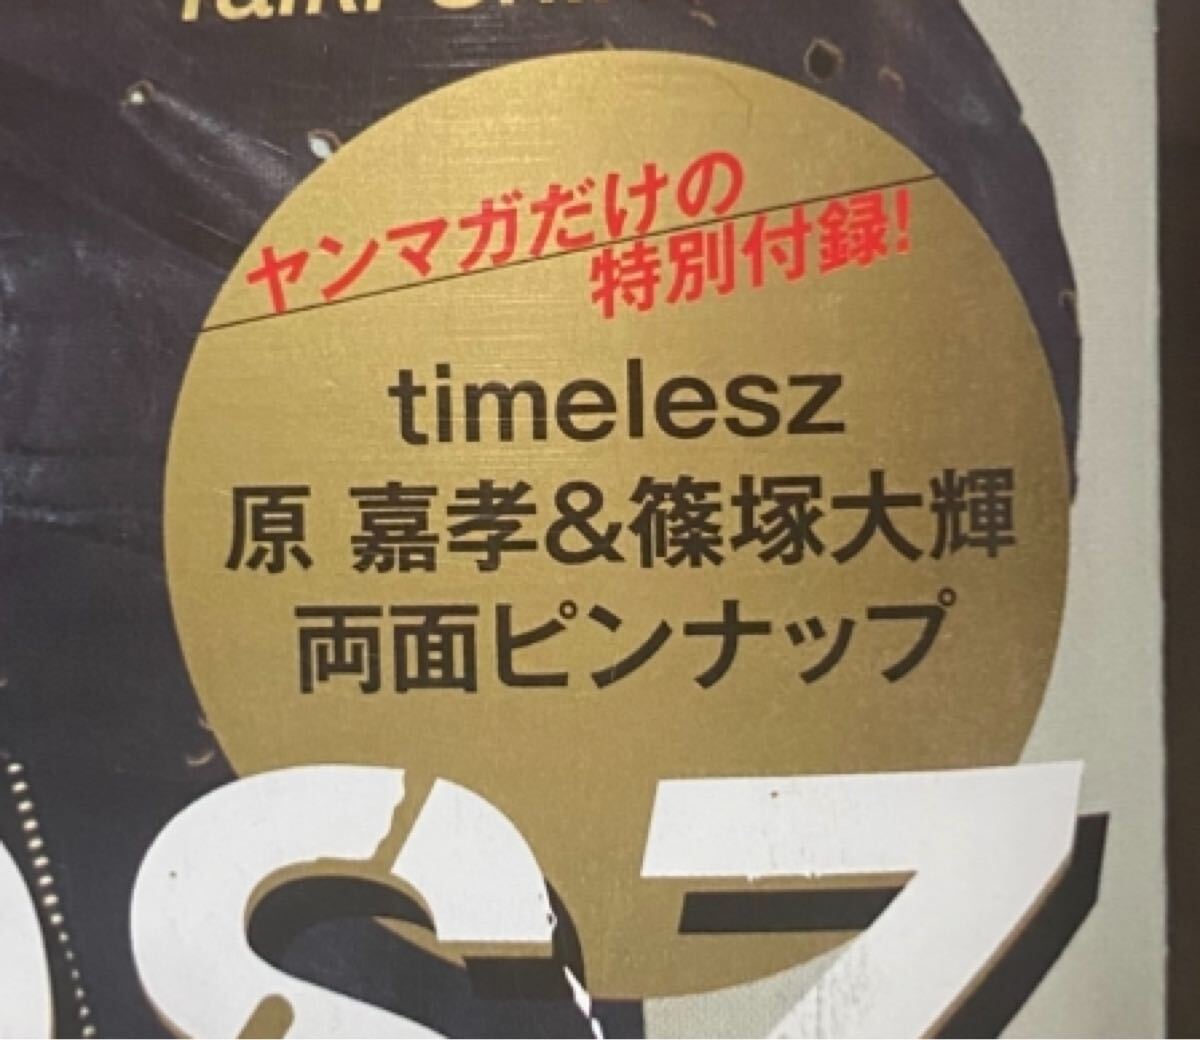 ヤンマガだけの
特別付録!
timelesz
原 嘉孝&篠塚大輝
両面ピンナップ